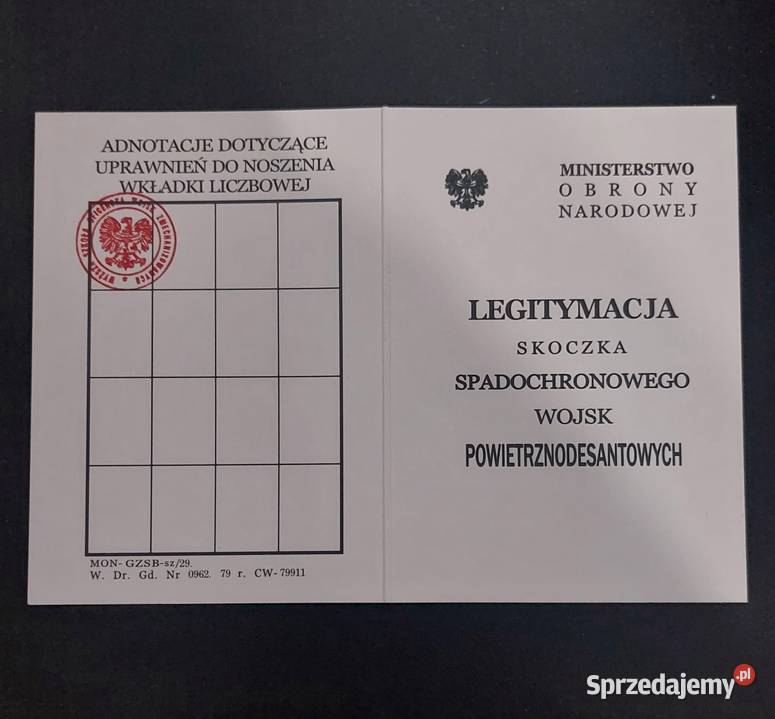 ADNOTACJE DOTYCZĄCE
UPRAWNIEŃ DO NOSZENIA
WKŁADKI LICZBOWEJ
MON- GZSB-sz/29.
W. Dr. Gd. Nr 0962. 79 r. CW-79911
MINISTERSTWO
OBRONY
NARODOWEJ
LEGITYMACJA
SKOCZKA
SPADOCHRONOWEGO
WOJSK
POWIETRZNODESANTOWYCH
Sprzedajemy.pl